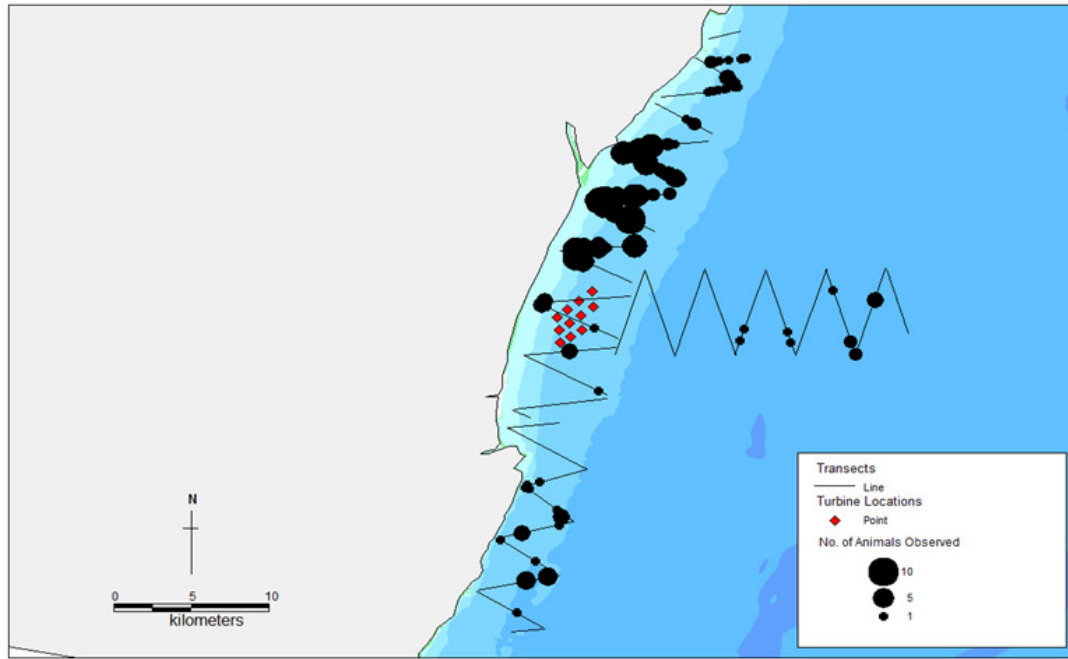 N
0 5 10
kilometers
Transects
Line
Turbine Locations
Point
No. of Animals Observed
10
5
1